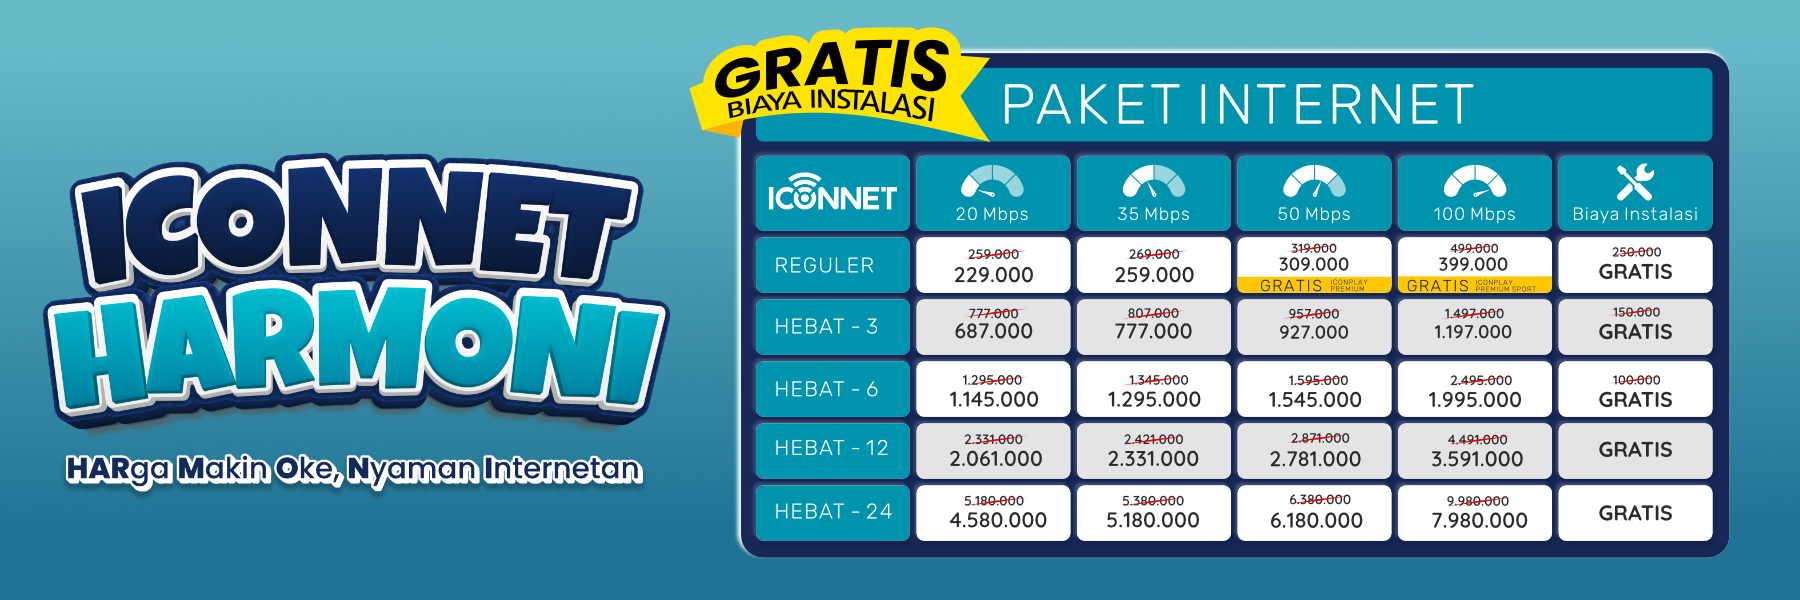 GRATIS
BIAYA INSTALASI
PAKET INTERNET
ICONNET
HARMONI
HARga Makin Oke, Nyaman Internetan
ICONNET 20 Mbps 35 Mbps 50 Mbps 100 Mbps Biaya Instalasi
259.000 269.000 319.000 499.000 250.000
REGULER 229.000 259.000 309.000 399.000 GRATIS
GRATIS ICONPLAY PREMIUM GRATIS ICONPLAY PREMIUM SPORT
777.000 807.000 957.000 1.497.000 150.000
HEBAT - 3 687.000 777.000 927.000 1.197.000 GRATIS
1.295.000 1.345.000 1.595.000 2.495.000 100.000
HEBAT - 6 1.145.000 1.295.000 1.545.000 1.995.000 GRATIS
2.331.000 2.421.000 2.871.000 4.491.000
HEBAT - 12 2.061.000 2.331.000 2.781.000 3.591.000 GRATIS
5.180.000 5.380.000 6.380.000 9.980.000
HEBAT - 24 4.580.000 5.180.000 6.180.000 7.980.000 GRATIS